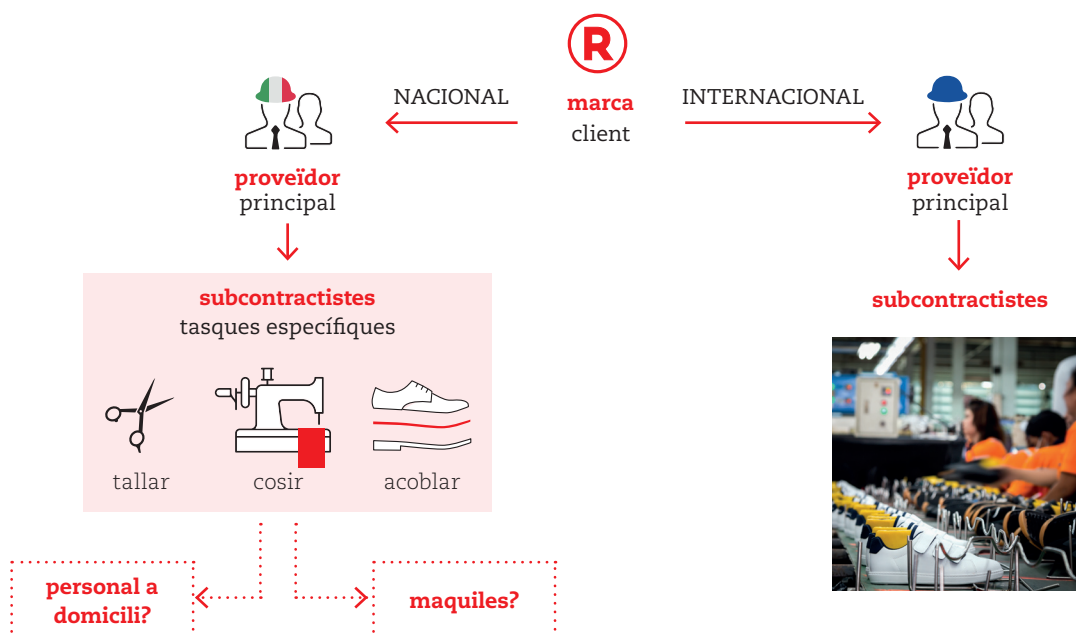 R
NACIONAL
marca
client
INTERNACIONAL
proveïdor
principal
proveïdor
principal
subcontractistes
tasques específiques
tallar
cosir
acoblar
subcontractistes
personal a
domicili?
maquiles?